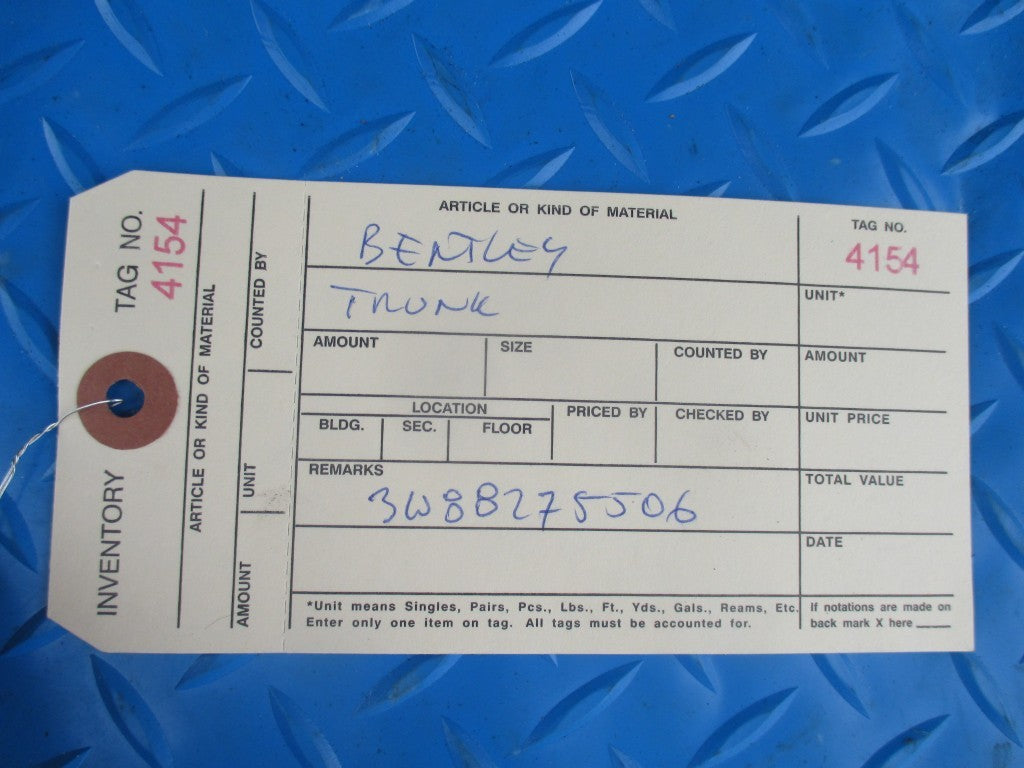 INVENTORY TAG NO. 4154
ARTICLE OR KIND OF MATERIAL
AMOUNT UNIT COUNTED BY
ARTICLE OR KIND OF MATERIAL
BENTLEY
TRUNK
TAG NO.
4154
UNIT*
AMOUNT SIZE COUNTED BY
AMOUNT
LOCATION
BLDG. SEC. FLOOR
PRICED BY CHECKED BY
UNIT PRICE
REMARKS
3W88275506
TOTAL VALUE
DATE
*Unit means Singles, Pairs, Pcs., Lbs., Ft., Yds., Gals., Reams, Etc.
Enter only one item on tag. All tags must be accounted for.
If notations are made on
back mark X here